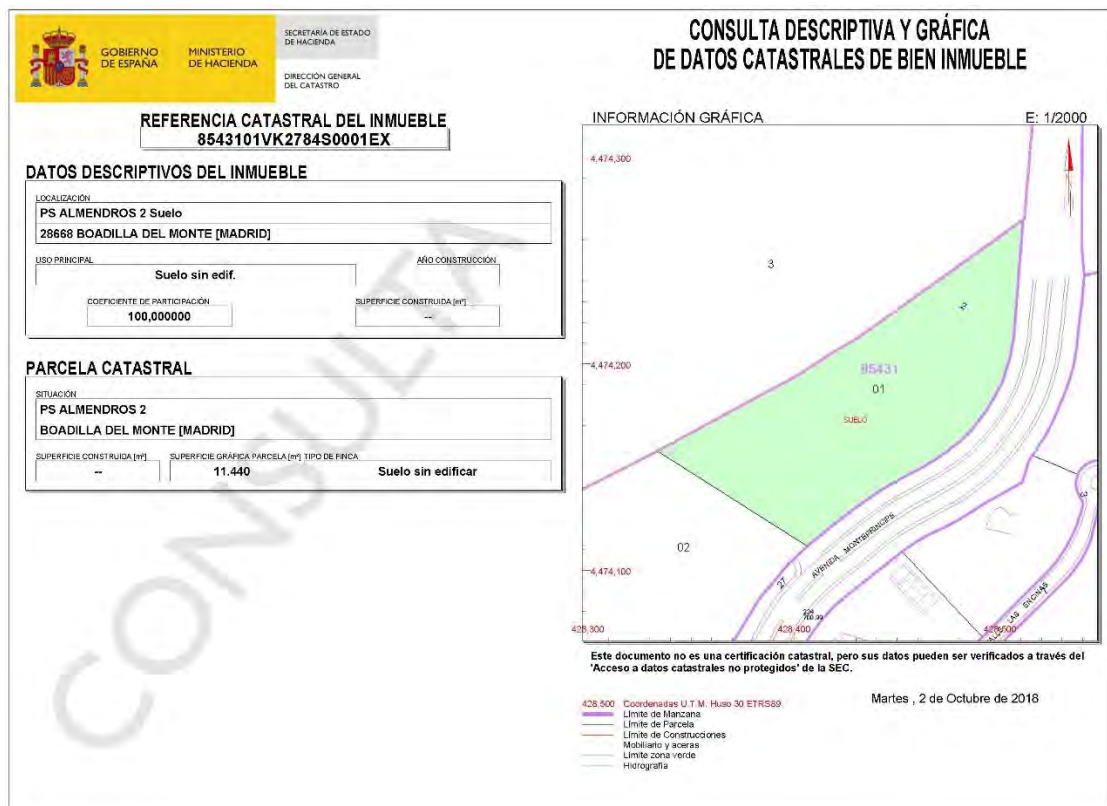 GOBIERNO
DE ESPAÑA
MINISTERIO
DE HACIENDA
SECRETARÍA DE ESTADO
DE HACIENDA
DIRECCIÓN GENERAL
DEL CATASTRO
REFERENCIA CATASTRAL DEL INMUEBLE
8543101VK2784S0001EX
DATOS DESCRIPTIVOS DEL INMUEBLE
LOCALIZACIÓN
PS ALMENDROS 2 Suelo
28668 BOADILLA DEL MONTE [MADRID]
USO PRINCIPAL
AÑO CONSTRUCCIÓN
Suelo sin edif.
COEFICIENTE DE PARTICIPACIÓN
SUPERFICIE CONSTRUIDA [m²]
100,000000
--
PARCELA CATASTRAL
SITUACIÓN
PS ALMENDROS 2
BOADILLA DEL MONTE [MADRID]
SUPERFICIE CONSTRUIDA [m²]
SUPERFICIE GRÁFICA PARCELA [m²]
TIPO DE FINCA
--
11.440
Suelo sin edificar
CONSULTA
CONSULTA DESCRIPTIVA Y GRÁFICA
DE DATOS CATASTRALES DE BIEN INMUEBLE
INFORMACIÓN GRÁFICA
E: 1/2000
4,474,300
3
2
4,474,200
85431
01
SUELO
02
4,474,100
27
AVENIDA MONTEPRINCIPE
LAS ENCINAS
428,300
428,400
428,500
Este documento no es una certificación catastral, pero sus datos pueden ser verificados a través del
'Acceso a datos catastrales no protegidos' de la SEC.
428,500 Coordenadas U.T.M. Huso 30 ETRS89
Límite de Manzana
Límite de Parcela
Límite de Construcciones
Mobiliario y aceras
Límite zona verde
Hidrografía
Martes , 2 de Octubre de 2018